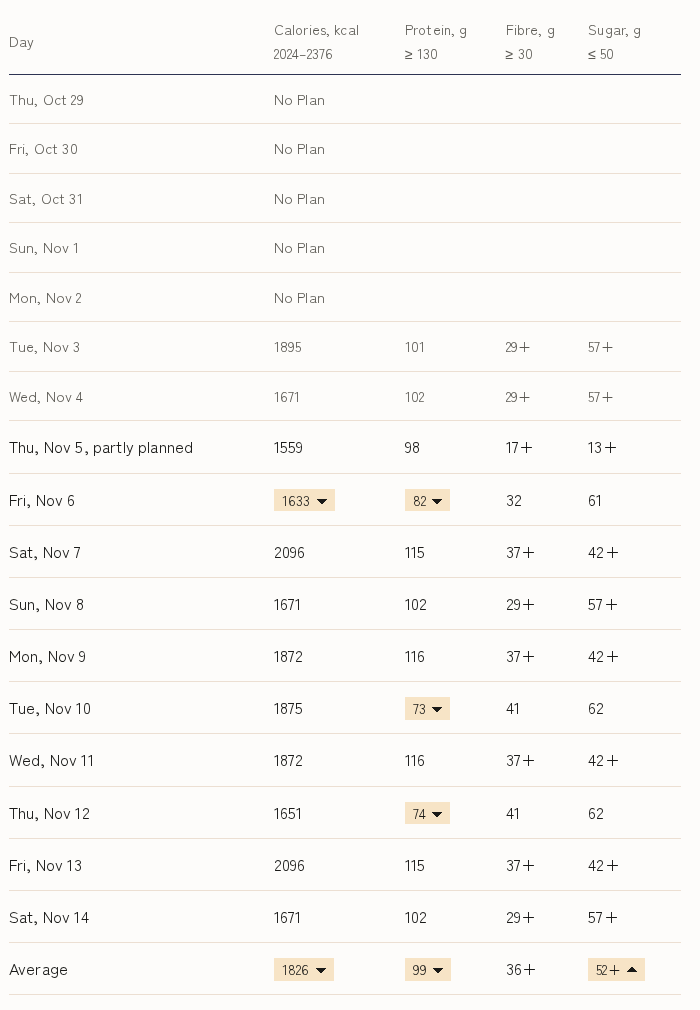 Day Calories, kcal Protein, g Fibre, g Sugar, g
2024–2376 ≥ 130 ≥ 30 ≤ 50
Thu, Oct 29 No Plan
Fri, Oct 30 No Plan
Sat, Oct 31 No Plan
Sun, Nov 1 No Plan
Mon, Nov 2 No Plan
Tue, Nov 3 1895 101 29+ 57+
Wed, Nov 4 1671 102 29+ 57+
Thu, Nov 5, partly planned 1559 98 17+ 13+
Fri, Nov 6 1633 ▼ 82 ▼ 32 61
Sat, Nov 7 2096 115 37+ 42+
Sun, Nov 8 1671 102 29+ 57+
Mon, Nov 9 1872 116 37+ 42+
Tue, Nov 10 1875 73 ▼ 41 62
Wed, Nov 11 1872 116 37+ 42+
Thu, Nov 12 1651 74 ▼ 41 62
Fri, Nov 13 2096 115 37+ 42+
Sat, Nov 14 1671 102 29+ 57+
Average 1826 ▼ 99 ▼ 36+ 52+ ▲